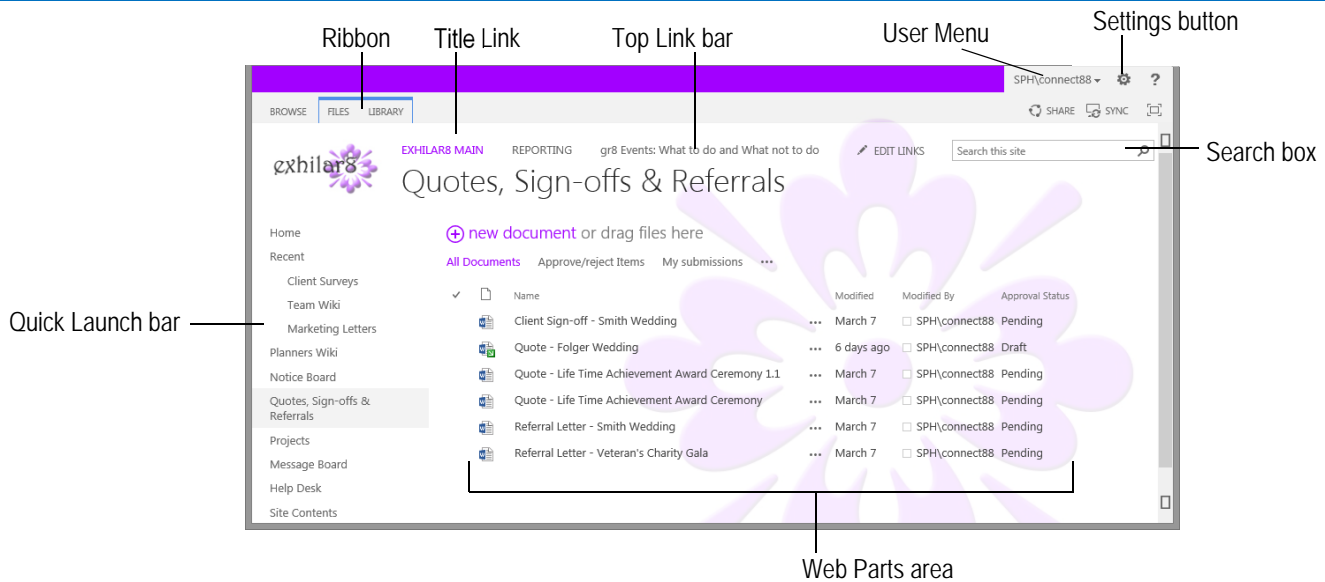 Ribbon
Title Link
Top Link bar
User Menu
Settings button
SPH\connect88
?
BROWSE FILES LIBRARY
SHARE SYNC
exhilar8
EXHILAR8 MAIN REPORTING gr8 Events: What to do and What not to do EDIT LINKS
Search this site
Search box
Quotes, Sign-offs & Referrals
Quick Launch bar
Home
Recent
Client Surveys
Team Wiki
Marketing Letters
Planners Wiki
Notice Board
Quotes, Sign-offs &
Referrals
Projects
Message Board
Help Desk
Site Contents
new document or drag files here
All Documents Approve/reject Items My submissions ...
Name Modified Modified By Approval Status
Client Sign-off - Smith Wedding ... March 7 SPH\connect88 Pending
Quote - Folger Wedding ... 6 days ago SPH\connect88 Draft
Quote - Life Time Achievement Award Ceremony 1.1 ... March 7 SPH\connect88 Pending
Quote - Life Time Achievement Award Ceremony ... March 7 SPH\connect88 Pending
Referral Letter - Smith Wedding ... March 7 SPH\connect88 Pending
Referral Letter - Veteran's Charity Gala ... March 7 SPH\connect88 Pending
Web Parts area